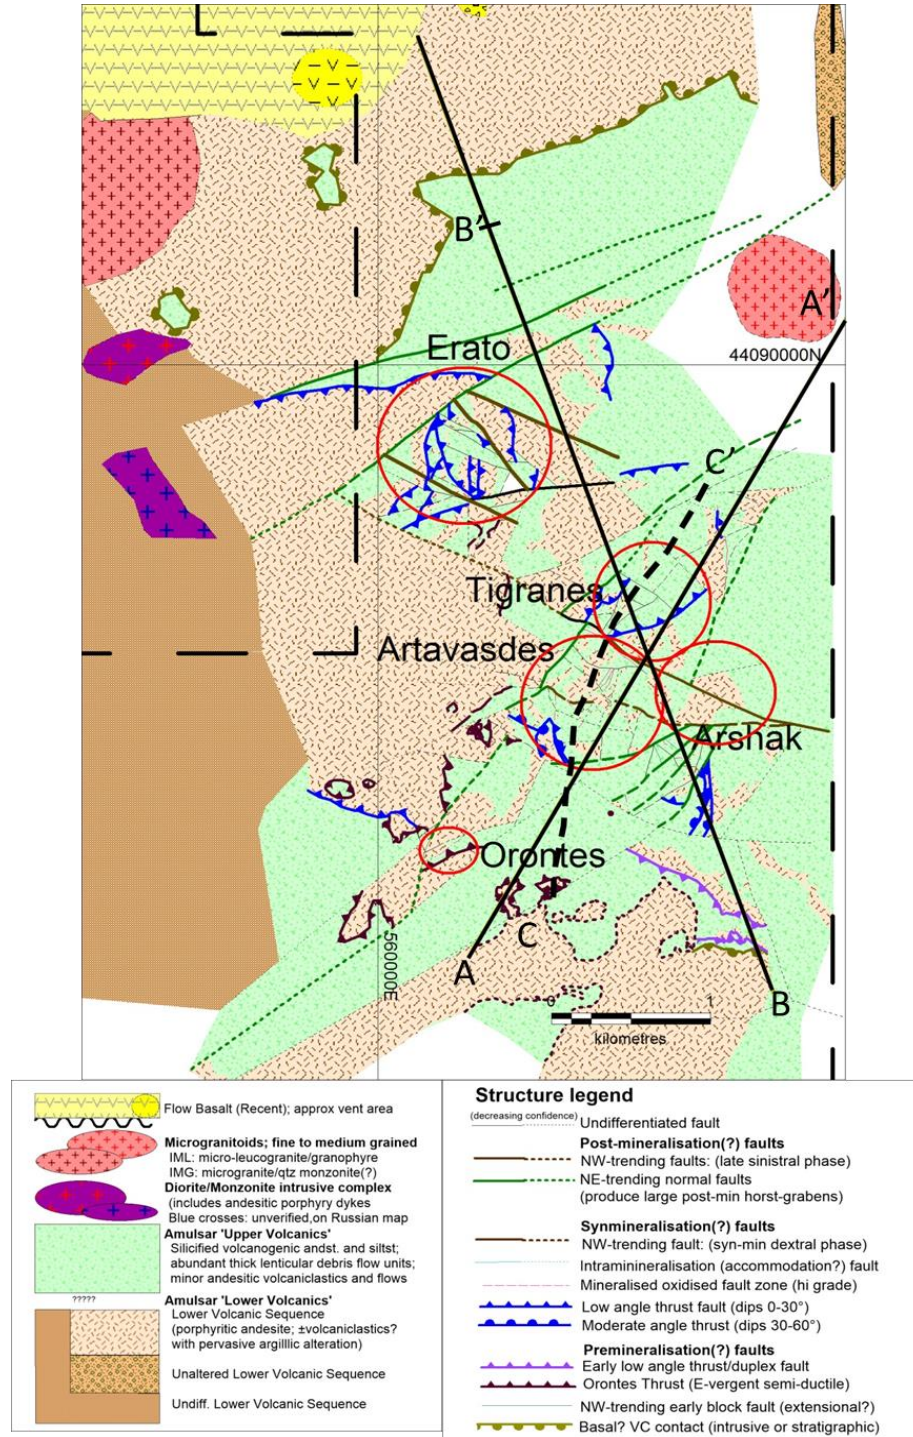 B'
A'
44090000N
Erato
C'
Tigranes
Artavasdes
Arshak
Orontes
C
A
56000E
B
0
1
kilometres
Flow Basalt (Recent); approx vent area
Microgranitoids; fine to medium grained
IML: micro-leucogranite/granophyre
IMG: microgranite/qtz monzonite(?)
Diorite/Monzonite intrusive complex
(includes andesitic porphyry dykes
Blue crosses: unverified,on Russian map
Amulsar 'Upper Volcanics'
Silicified volcanogenic andst. and siltst;
abundant thick lenticular debris flow units;
minor andesitic volcaniclastics and flows
?????
Amulsar 'Lower Volcanics'
Lower Volcanic Sequence
(porphyritic andesite; ±volcaniclastics?
with pervasive argilllic alteration)
Unaltered Lower Volcanic Sequence
Undiff. Lower Volcanic Sequence
Structure legend
(decreasing confidence)
Undifferentiated fault
Post-mineralisation(?) faults
NW-trending faults: (late sinistral phase)
NE-trending normal faults
(produce large post-min horst-grabens)
Synmineralisation(?) faults
NW-trending fault: (syn-min dextral phase)
Intraminineralisation (accommodation?) fault
Mineralised oxidised fault zone (hi grade)
Low angle thrust fault (dips 0-30°)
Moderate angle thrust (dips 30-60°)
Premineralisation(?) faults
Early low angle thrust/duplex fault
Orontes Thrust (E-vergent semi-ductile)
NW-trending early block fault (extensional?)
Basal? VC contact (intrusive or stratigraphic)